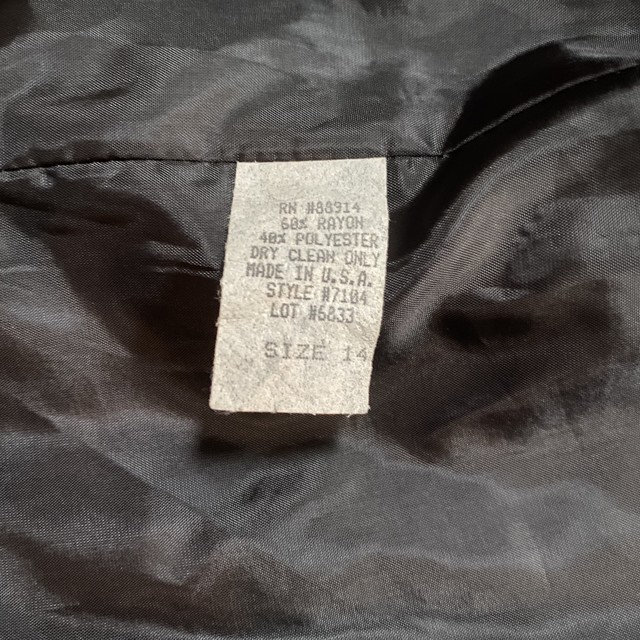 RN #88914
60% RAYON
40% POLYESTER
DRY CLEAN ONLY
MADE IN U.S.A.
STYLE #7104
LOT #6833
SIZE 14